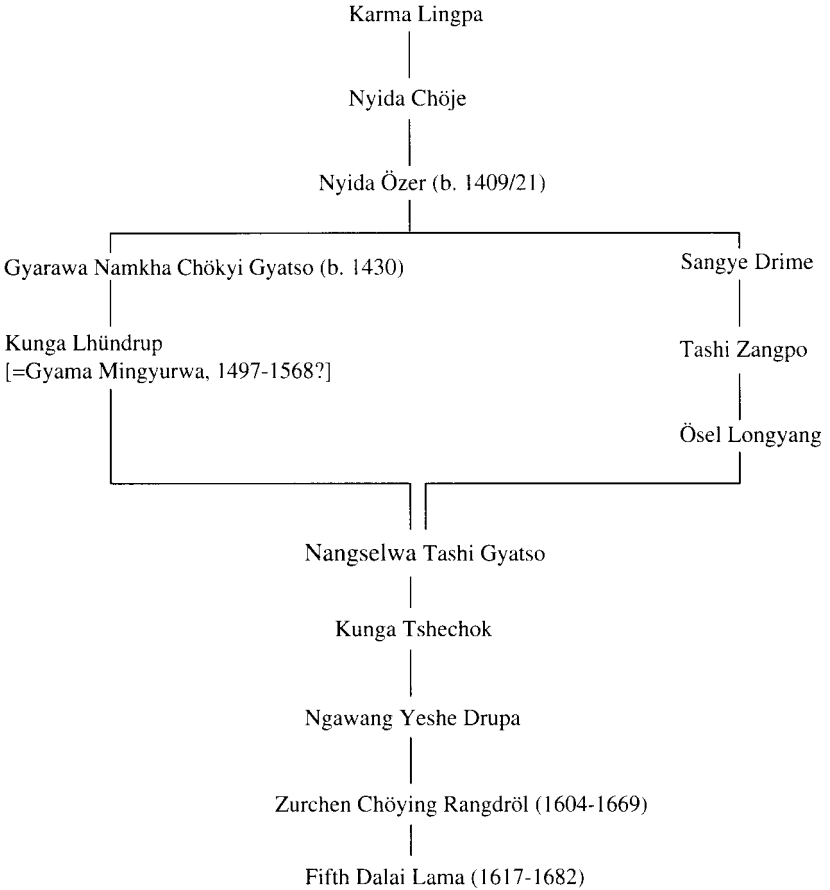 Karma Lingpa
Nyida Chöje
Nyida Özer (b. 1409/21)
Gyarawa Namkha Chökyi Gyatso (b. 1430)
Sangye Drime
Kunga Lhündrup
[=Gyama Mingyurwa, 1497-1568?]
Tashi Zangpo
Ösel Longyang
Nangselwa Tashi Gyatso
Kunga Tshechok
Ngawang Yeshe Drupa
Zurchen Chöying Rangdröl (1604-1669)
Fifth Dalai Lama (1617-1682)